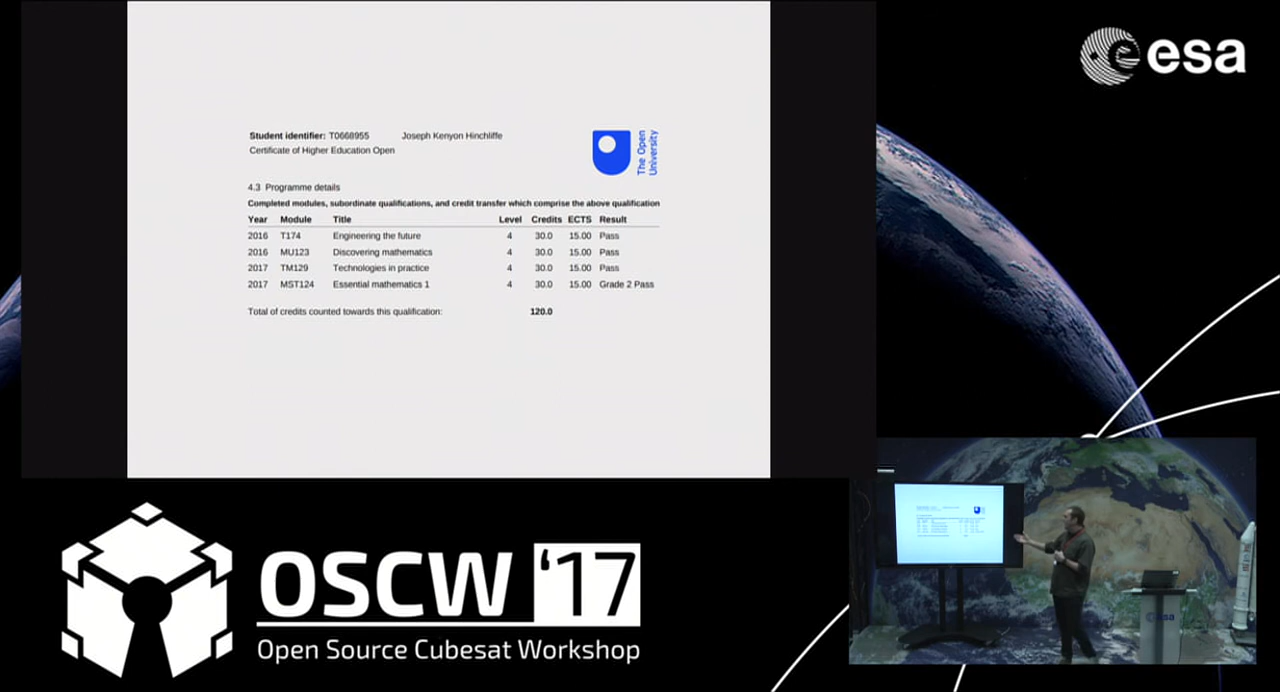 esa
Student identifier: T0668955 Joseph Kenyon Hinchliffe
Certificate of Higher Education Open
The Open
University
4.3 Programme details
Completed modules, subordinate qualifications, and credit transfer which comprise the above qualification
Year Module Title Level Credits ECTS Result
2016 T174 Engineering the future 4 30.0 15.00 Pass
2016 MU123 Discovering mathematics 4 30.0 15.00 Pass
2017 TM129 Technologies in practice 4 30.0 15.00 Pass
2017 MST124 Essential mathematics 1 4 30.0 15.00 Grade 2 Pass
Total of credits counted towards this qualification: 120.0
OSCW '17
Open Source Cubesat Workshop
esa